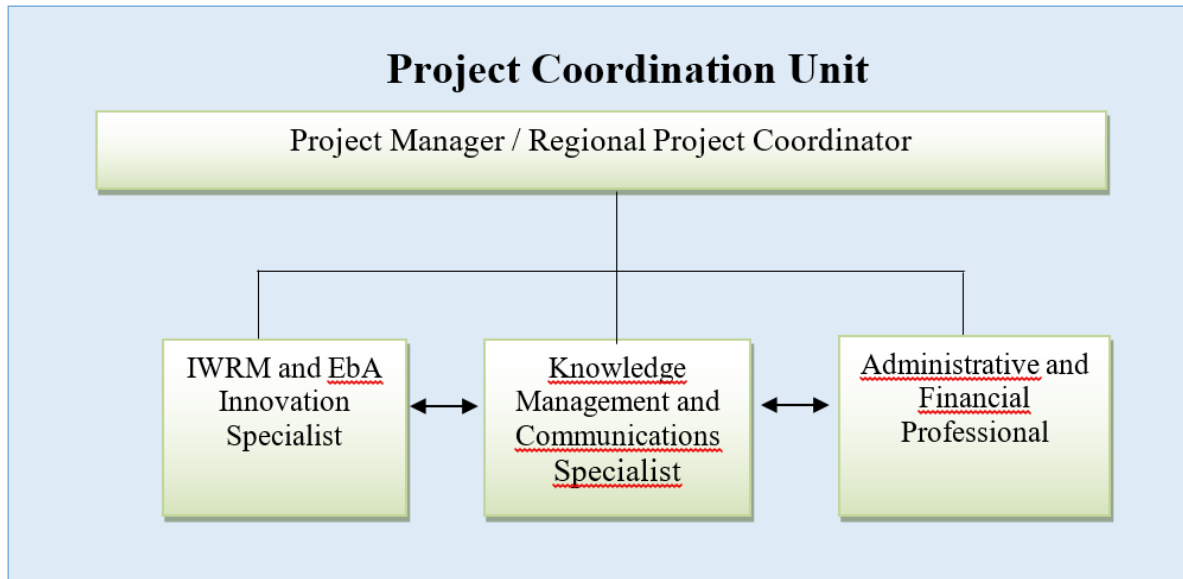 Project Coordination Unit
Project Manager / Regional Project Coordinator
IWRM and EbA
Innovation
Specialist
Knowledge
Management and
Communications
Specialist
Administrative and
Financial
Professional